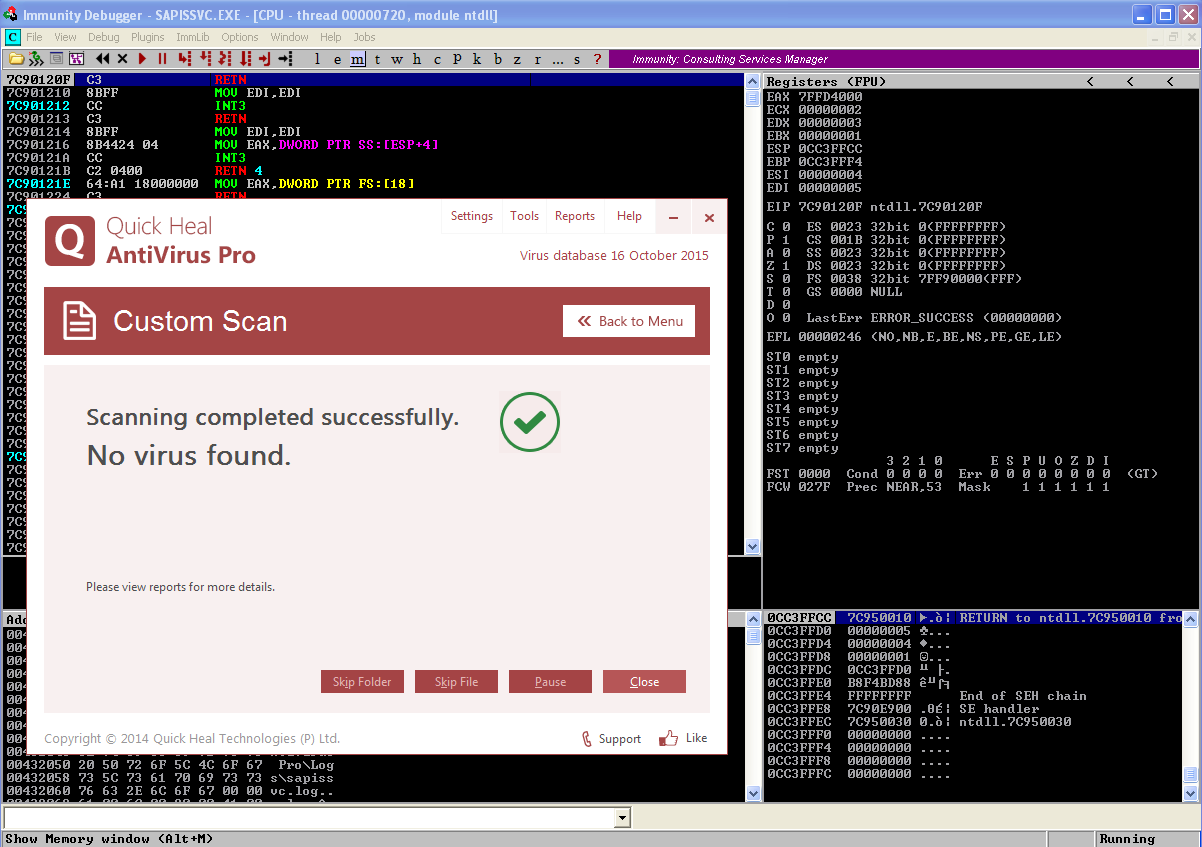 Immunity Debugger - SAPISSVC.EXE - [CPU - thread 00000720, module ntdll]
C File View Debug Plugins ImmLib Options Window Help Jobs
l e m t w h c p k b z r ... s ?
Immunity: Consulting Services Manager
7C90120F C3 RETN
7C901210 8BFF MOV EDI,EDI
7C901212 CC INT3
7C901213 C3 RETN
7C901214 8BFF MOV EDI,EDI
7C901216 8B4424 04 MOV EAX,DWORD PTR SS:[ESP+4]
7C90121A CC INT3
7C90121B C2 0400 RETN 4
7C90121E 64:A1 18000000 MOV EAX,DWORD PTR FS:[18]
7C901224 C3 RETN
Quick Heal
AntiVirus Pro
Settings Tools Reports Help
Virus database 16 October 2015
Custom Scan
Back to Menu
Scanning completed successfully.
No virus found.
Please view reports for more details.
Skip Folder Skip File Pause Close
Copyright © 2014 Quick Heal Technologies (P) Ltd.
Support Like
00432050 20 50 72 6F 5C 4C 6F 67 Pro\Log
00432058 73 5C 73 61 70 69 73 73 s\sapiss
00432060 76 63 2E 6C 6F 67 00 00 vc.log..
Registers (FPU) < < <
EAX 7FFD4000
ECX 00000002
EDX 00000003
EBX 00000001
ESP 0CC3FFCC
EBP 0CC3FFF4
ESI 00000004
EDI 00000005
EIP 7C90120F ntdll.7C90120F
C 0 ES 0023 32bit 0(FFFFFFFF)
P 1 CS 001B 32bit 0(FFFFFFFF)
A 0 SS 0023 32bit 0(FFFFFFFF)
Z 1 DS 0023 32bit 0(FFFFFFFF)
S 0 FS 0038 32bit 7FF90000(FFF)
T 0 GS 0000 NULL
D 0
O 0 LastErr ERROR_SUCCESS (00000000)
EFL 00000246 (NO,NB,E,BE,NS,PE,GE,LE)
ST0 empty
ST1 empty
ST2 empty
ST3 empty
ST4 empty
ST5 empty
ST6 empty
ST7 empty
3 2 1 0 E S P U O Z D I
FST 0000 Cond 0 0 0 0 Err 0 0 0 0 0 0 0 0 (GT)
FCW 027F Prec NEAR,53 Mask 1 1 1 1 1 1
0CC3FFCC 7C950010 RETURN to ntdll.7C950010 fro
0CC3FFD0 00000005 ♣...
0CC3FFD4 00000004 ♦...
0CC3FFD8 00000001 ☺...
0CC3FFDC 0CC3FFD0
0CC3FFE0 B8F4BD88
0CC3FFE4 FFFFFFFF End of SEH chain
0CC3FFE8 7C90E900 SE handler
0CC3FFEC 7C950030 ntdll.7C950030
0CC3FFF0 00000000 ....
0CC3FFF4 00000000 ....
0CC3FFF8 00000000 ....
0CC3FFFC 00000000 ....
Show Memory window (Alt+M)
Running